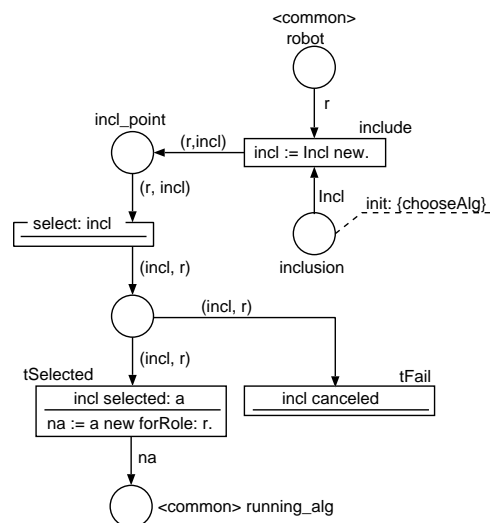 <common>
robot
r
incl_point
include
(r,incl)
incl := Incl new.
(r, incl)
Incl
init: {chooseAlg}
select: incl
inclusion
(incl, r)
(incl, r)
(incl, r)
tSelected
tFail
incl selected: a
incl canceled
na := a new forRole: r.
na
<common> running_alg